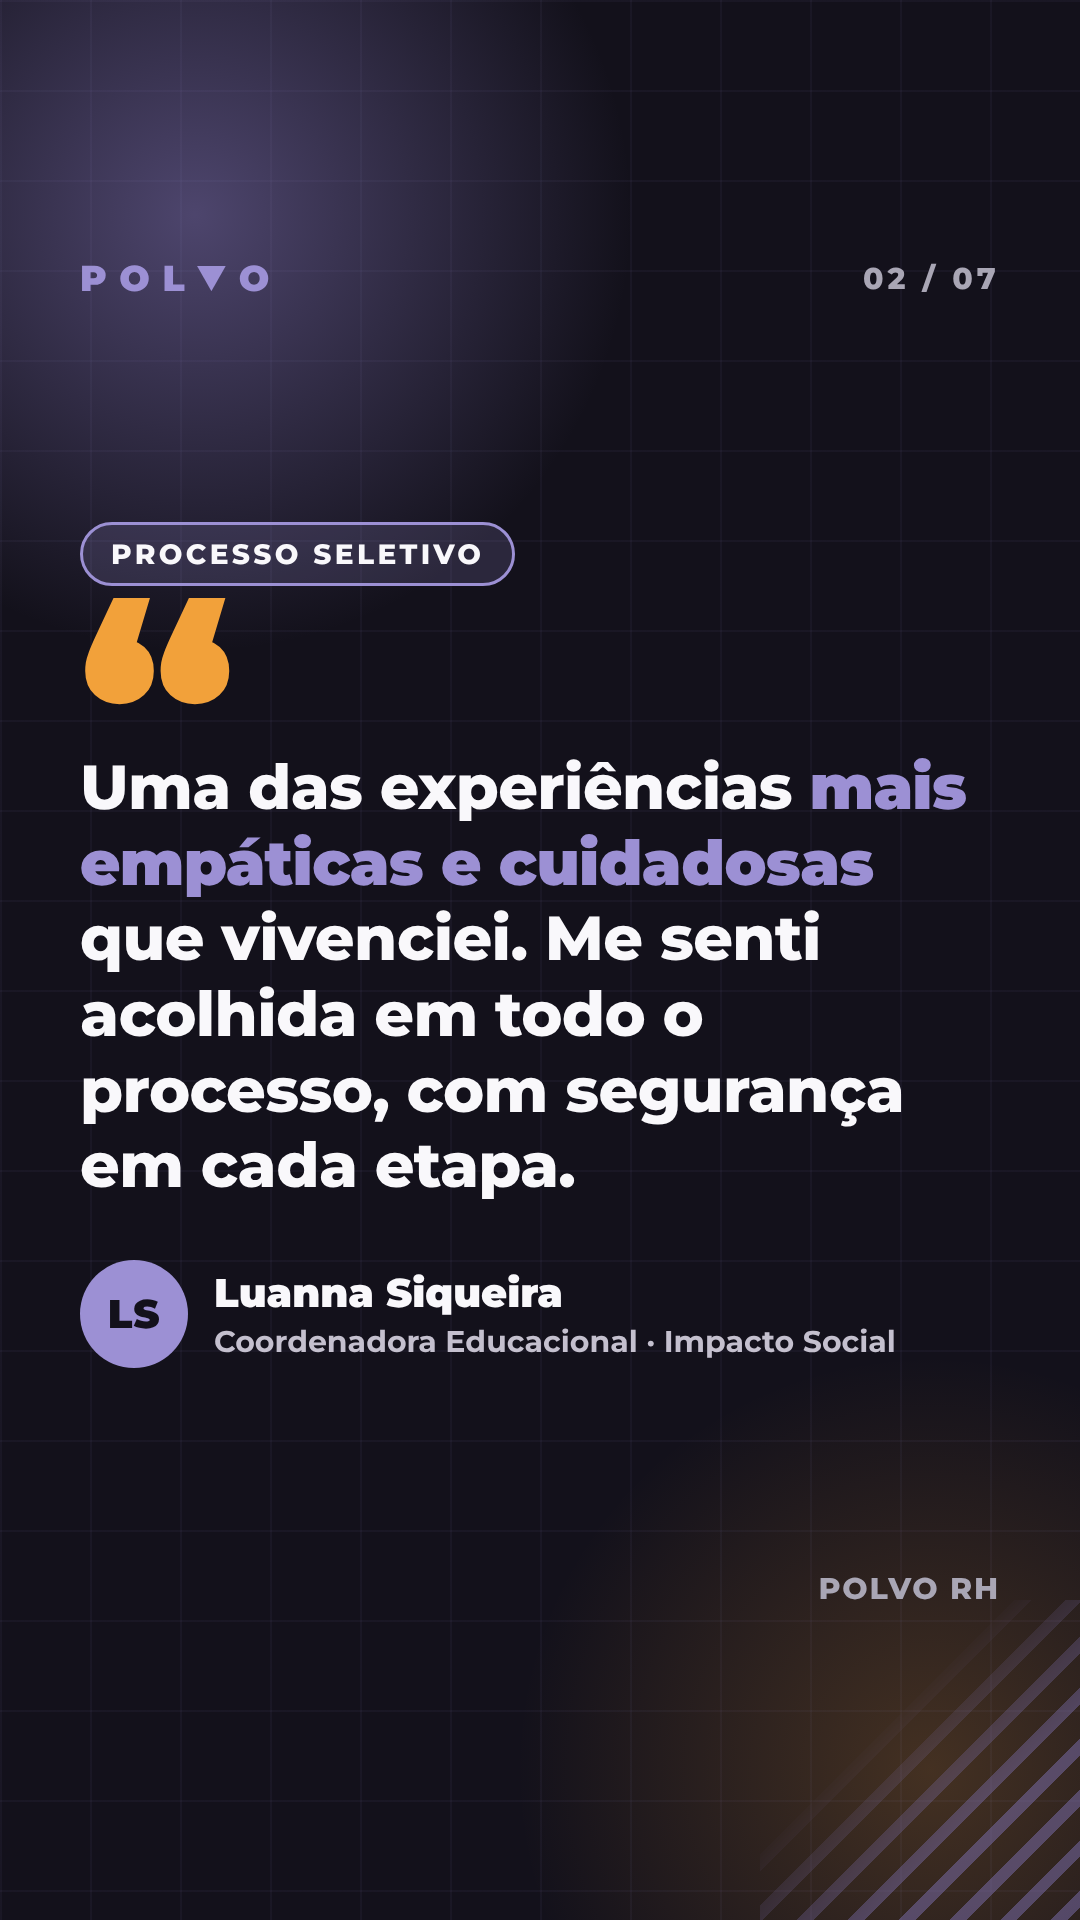 POLVO
02 / 07
PROCESSO SELETIVO
“
Uma das experiências mais
empáticas e cuidadosas
que vivenciei. Me senti
acolhida em todo o
processo, com segurança
em cada etapa.
LS
Luanna Siqueira
Coordenadora Educacional · Impacto Social
POLVO RH